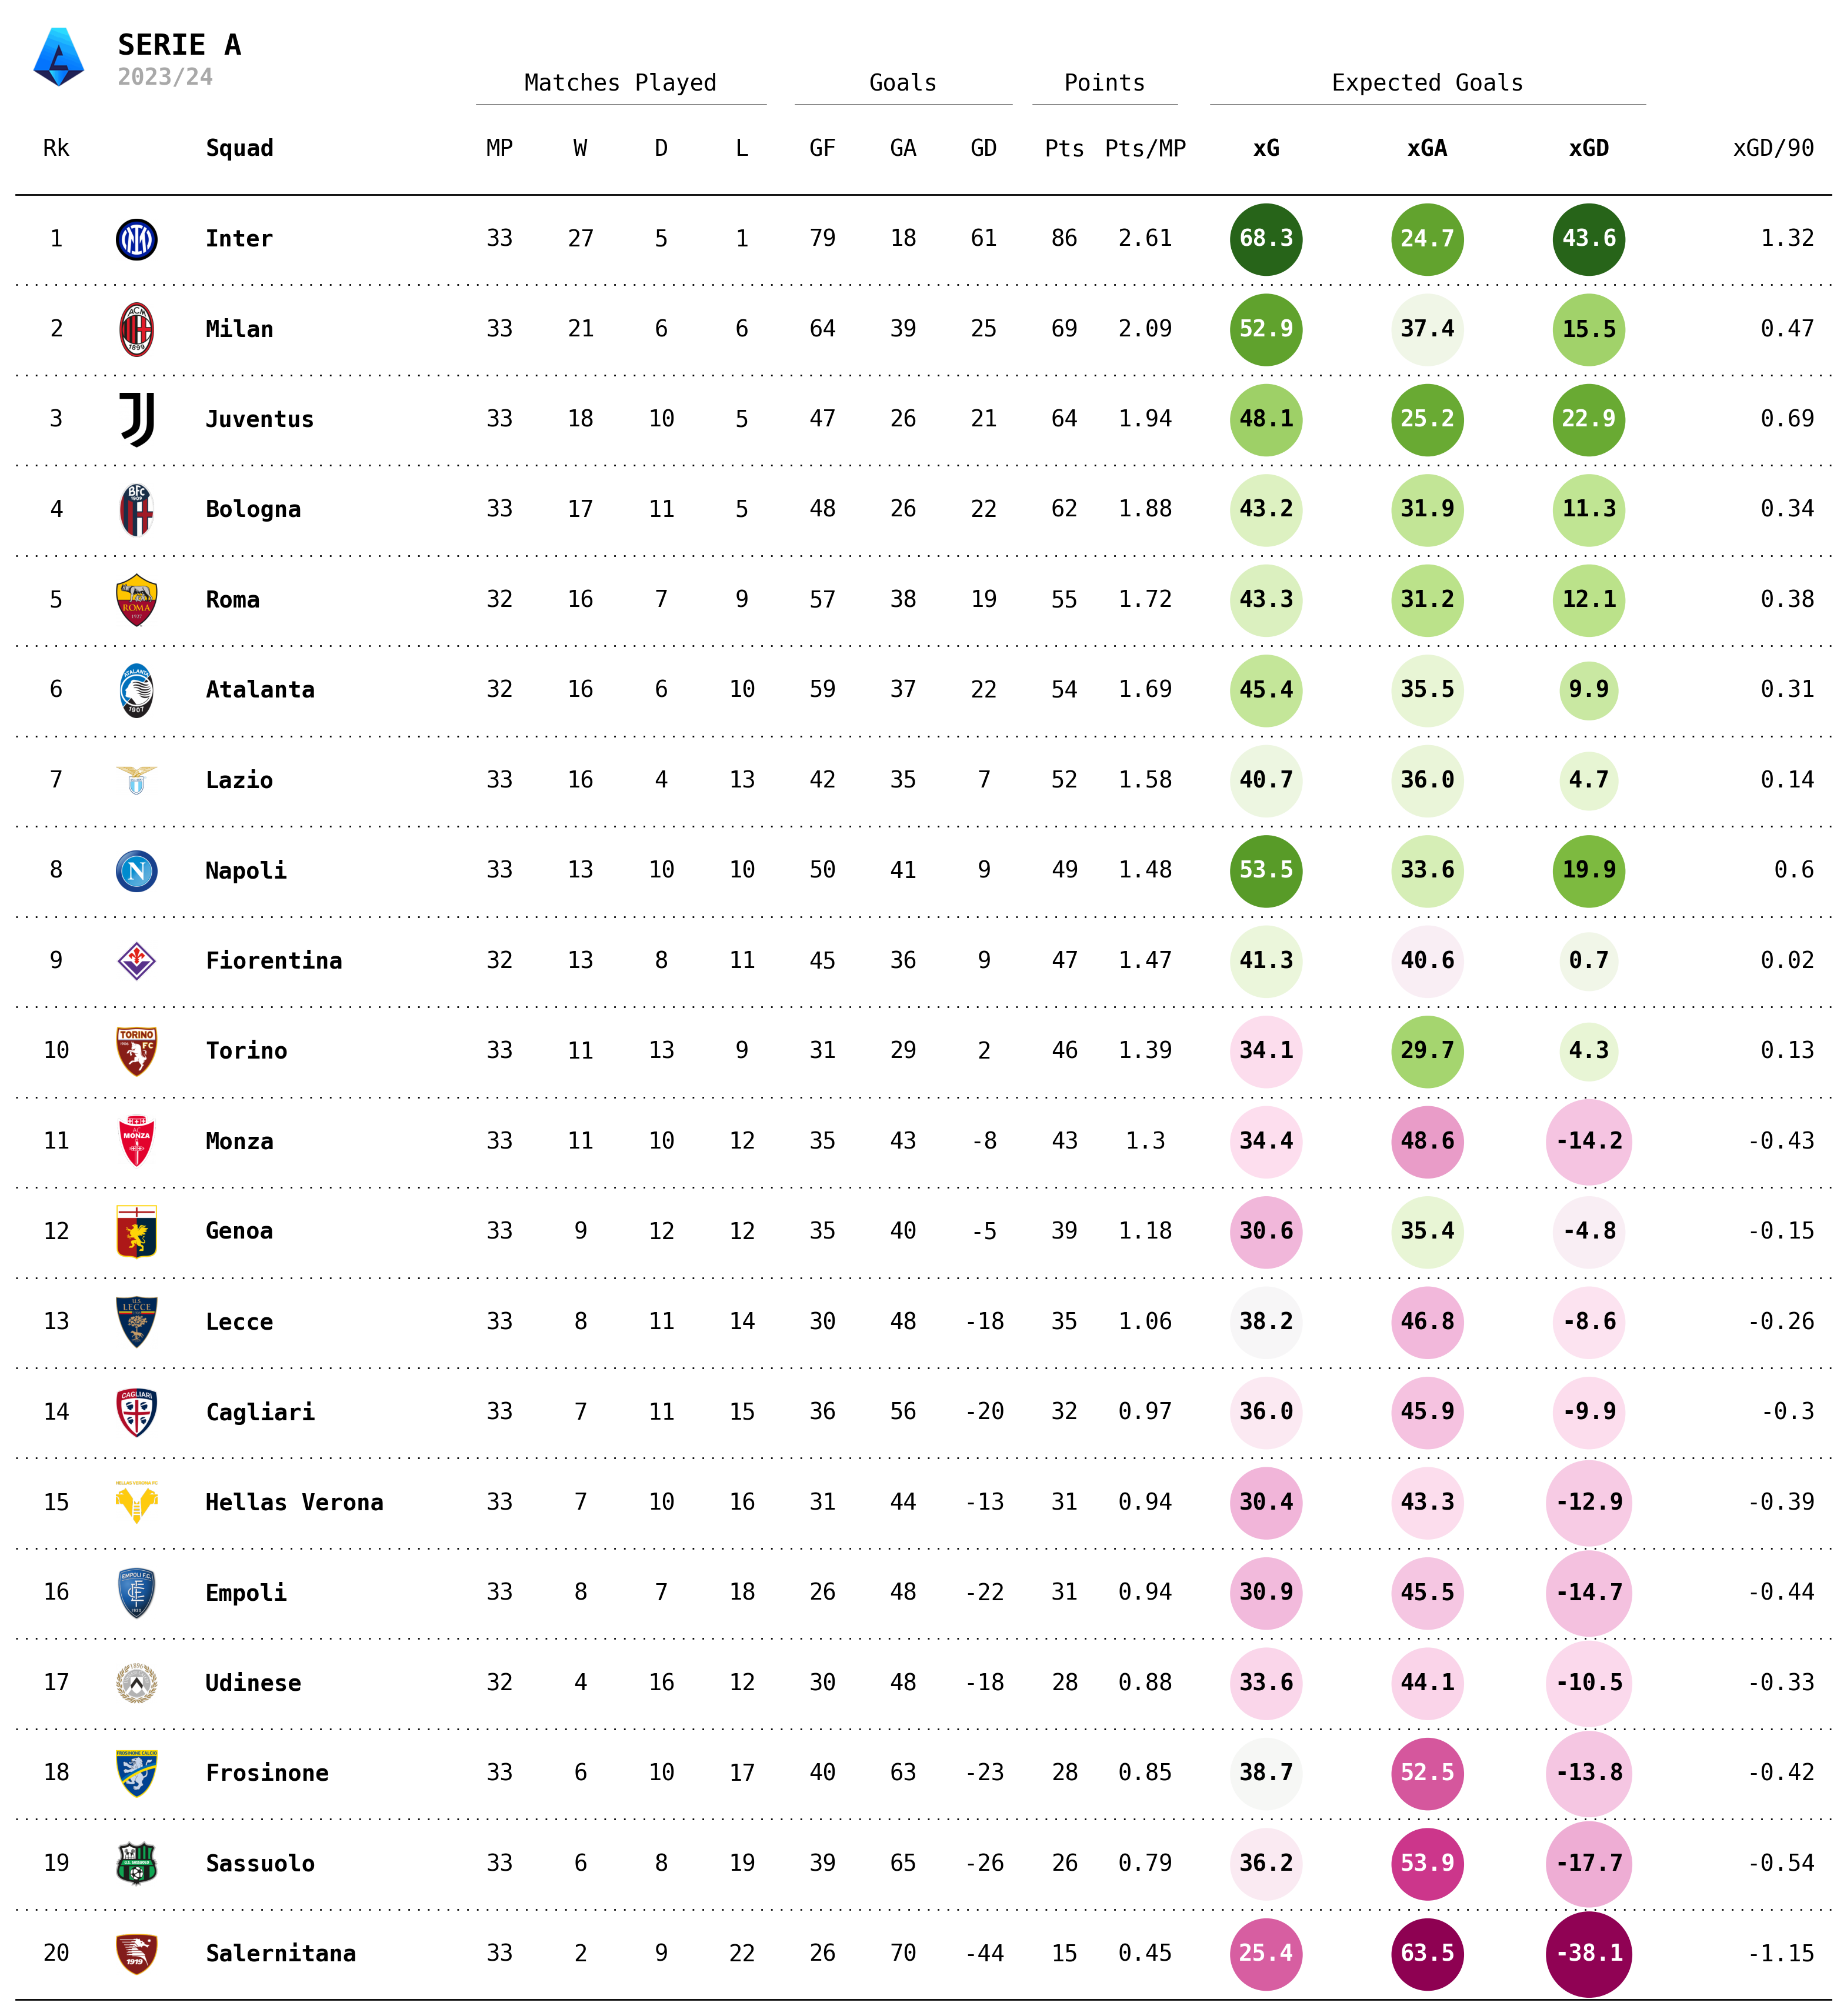 SERIE A
2023/24
Matches Played Goals Points Expected Goals
Rk Squad MP W D L GF GA GD Pts Pts/MP xG xGA xGD xGD/90
1 Inter 33 27 5 1 79 18 61 86 2.61 68.3 24.7 43.6 1.32
ACM 1899
2 Milan 33 21 6 6 64 39 25 69 2.09 52.9 37.4 15.5 0.47
3 Juventus 33 18 10 5 47 26 21 64 1.94 48.1 25.2 22.9 0.69
BFC 1909
4 Bologna 33 17 11 5 48 26 22 62 1.88 43.2 31.9 11.3 0.34
ROMA 1927
5 Roma 32 16 7 9 57 38 19 55 1.72 43.3 31.2 12.1 0.38
ATALANTA 1907
6 Atalanta 32 16 6 10 59 37 22 54 1.69 45.4 35.5 9.9 0.31
7 Lazio 33 16 4 13 42 35 7 52 1.58 40.7 36.0 4.7 0.14
N
8 Napoli 33 13 10 10 50 41 9 49 1.48 53.5 33.6 19.9 0.6
9 Fiorentina 32 13 8 11 45 36 9 47 1.47 41.3 40.6 0.7 0.02
TORINO FC
10 Torino 33 11 13 9 31 29 2 46 1.39 34.1 29.7 4.3 0.13
AC MONZA
11 Monza 33 11 10 12 35 43 -8 43 1.3 34.4 48.6 -14.2 -0.43
12 Genoa 33 9 12 12 35 40 -5 39 1.18 30.6 35.4 -4.8 -0.15
U.S. LECCE
13 Lecce 33 8 11 14 30 48 -18 35 1.06 38.2 46.8 -8.6 -0.26
CAGLIARI
14 Cagliari 33 7 11 15 36 56 -20 32 0.97 36.0 45.9 -9.9 -0.3
HELLAS VERONA FC
15 Hellas Verona 33 7 10 16 31 44 -13 31 0.94 30.4 43.3 -12.9 -0.39
EMPOLI F.C.
16 Empoli 33 8 7 18 26 48 -22 31 0.94 30.9 45.5 -14.7 -0.44
1896
17 Udinese 32 4 16 12 30 48 -18 28 0.88 33.6 44.1 -10.5 -0.33
FROSINONE CALCIO
18 Frosinone 33 6 10 17 40 63 -23 28 0.85 38.7 52.5 -13.8 -0.42
19 Sassuolo 33 6 8 19 39 65 -26 26 0.79 36.2 53.9 -17.7 -0.54
1919
20 Salernitana 33 2 9 22 26 70 -44 15 0.45 25.4 63.5 -38.1 -1.15